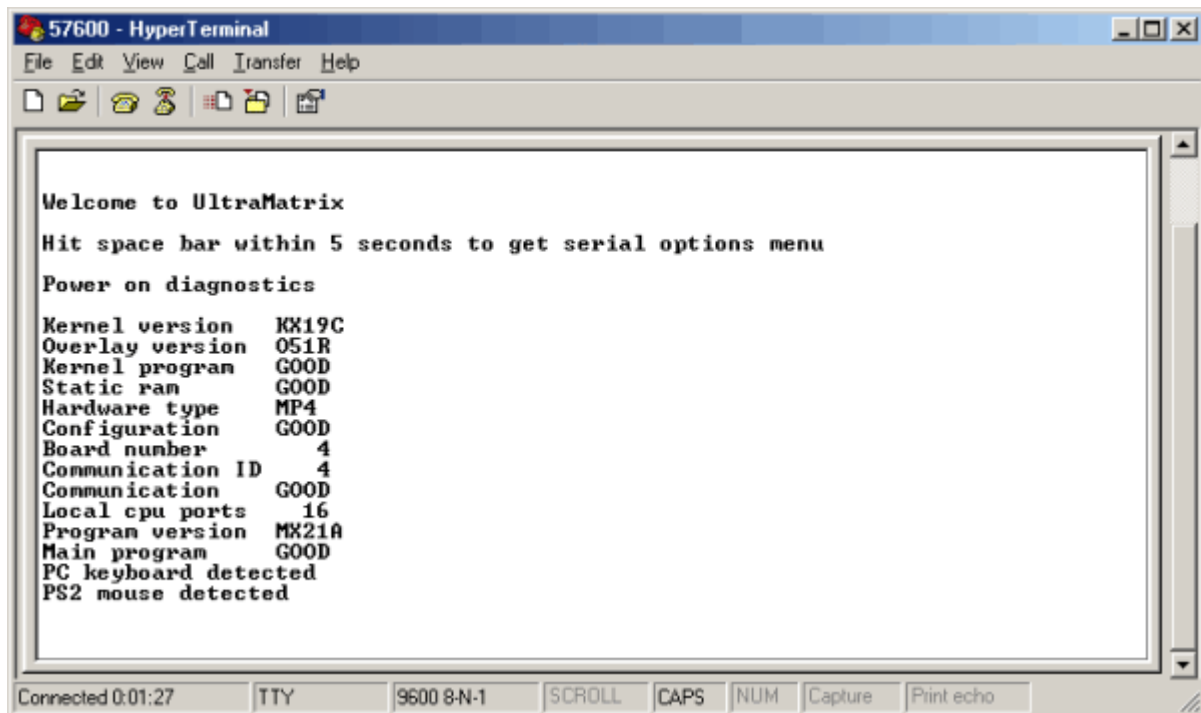 57600 - HyperTerminal
File Edit View Call Transfer Help
Welcome to UltraMatrix
Hit space bar within 5 seconds to get serial options menu
Power on diagnostics
Kernel version KX19C
Overlay version O51R
Kernel program GOOD
Static ram GOOD
Hardware type MP4
Configuration GOOD
Board number 4
Communication ID 4
Communication GOOD
Local cpu ports 16
Program version MX21A
Main program GOOD
PC keyboard detected
PS2 mouse detected
Connected 0:01:27 TTY 9600 8-N-1 SCROLL CAPS NUM Capture Print echo